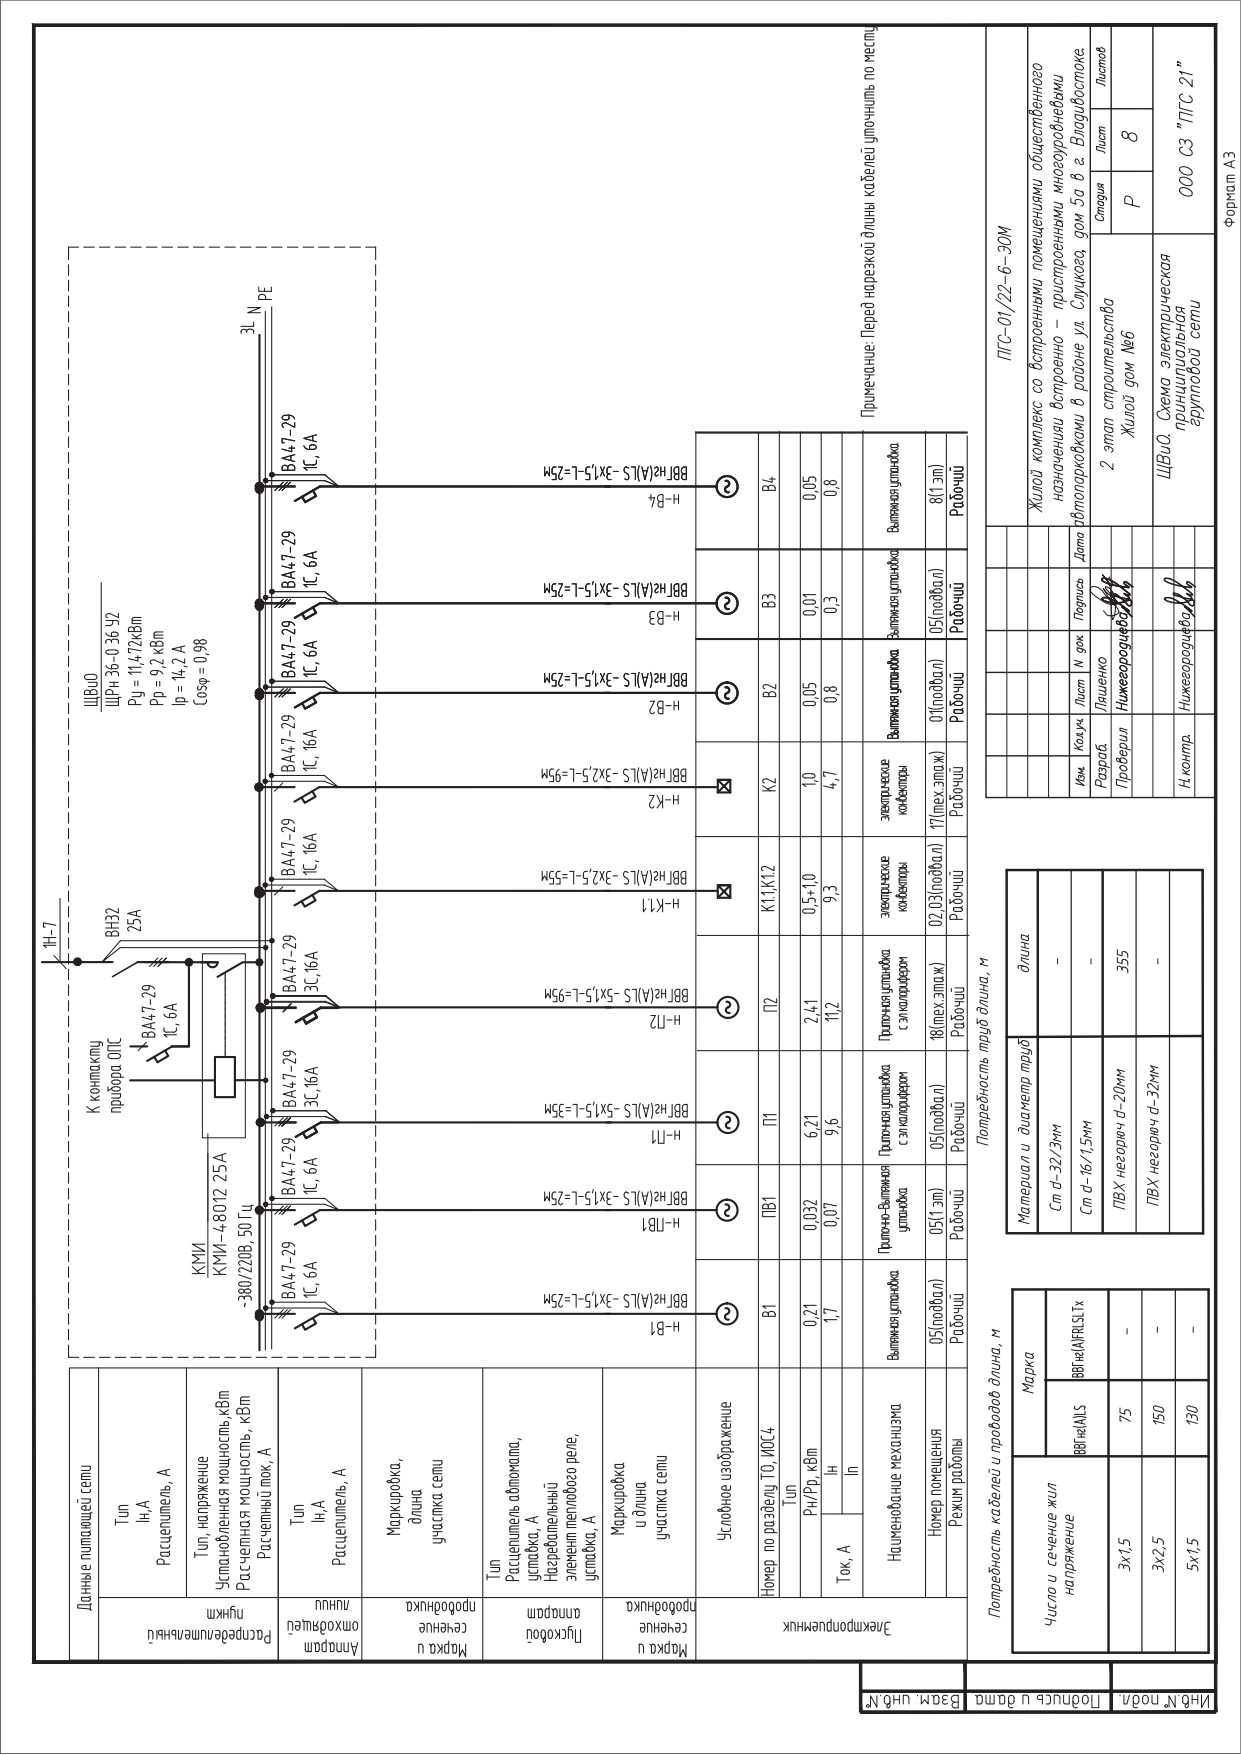 1Н-7
ВН32
25А
К контакту
прибора ОПС
ВА47-29
1С, 6А
КМИ
КМИ-48012 25А
~380/220В, 50 Гц
ЩВиО
ЩРн 36-0 36 У2
Ру = 11,472кВт
Рр = 9,2 кВт
Iр = 14,2 А
Cosφ = 0,98
3L
N
PE
ВА47-29
1С, 6А
ВА47-29
1С, 6А
ВА47-29
3С,16А
ВА47-29
3С,16А
ВА47-29
1С, 16А
ВА47-29
1С, 16А
ВА47-29
1С, 6А
ВА47-29
1С, 6А
ВА47-29
1С, 6А
ВВГнг(А)LS -3х1,5-L=25м
н-В1
ВВГнг(А)LS -3х1,5-L=25м
н-ПВ1
ВВГнг(А)LS -5х1,5-L=35м
н-П1
ВВГнг(А)LS -5х1,5-L=95м
н-П2
ВВГнг(А)LS -3х2,5-L=55м
н-К1.1
ВВГнг(А)LS -3х2,5-L=95м
н-К2
ВВГнг(А)LS -3х1,5-L=25м
н-В2
ВВГнг(А)LS -3х1,5-L=25м
н-В3
ВВГнг(А)LS -3х1,5-L=25м
н-В4
Данные питающей сети
Распределительный
пункт
Тип
Iн,А
Расцепитель, А
Тип, напряжение
Установленная мощность,кВт
Расчетная мощность, кВт
Расчетный ток, А
Аппарат
отходящей
линии
Тип
Iн,А
Расцепитель, А
Марка и
сечение
проводника
Маркировка,
длина
участка сети
Пусковой
аппарат
Тип
Расцепитель автомата,
уставка, А
Нагревательный
элемент теплового реле,
уставка, А
Марка и
сечение
проводника
Маркировка
и длина
участка сети
Электроприемник
Условное изображение
Номер по разделу ТО, ИОС4
В1 ПВ1 П1 П2 К1.1,К1.2 К2 В2 В3 В4
Тип
Рн/Рр, кВт
0,21 0,032 6,21 2,41 0,5+1,0 1,0 0,05 0,01 0,05
Ток, А
Iн
1,7 0,07 9,6 11,2 9,3 4,7 0,8 0,3 0,8
Iп
Наименование механизма
Вытяжная установка
Приточно-Вытяжная
установка
Приточная установка
с эл калорифером
Приточная установка
с эл калорифером
электрические
конвекторы
электрические
конвекторы
Вытяжная установка
Вытяжная установка
Вытяжная установка
Номер помещения
05(подвал) 05(1 эт) 05(подвал) 18(тех.этаж) 02,03(подвал) 17(тех.этаж) 01(подвал) 05(подвал) 8(1 эт)
Режим работы
Рабочий Рабочий Рабочий Рабочий Рабочий Рабочий Рабочий Рабочий Рабочий
Примечание: Перед нарезкой длины кабелей уточнить по месту
Потребность кабелей и проводов длина, м
Число и сечение жил
напряжение
Марка
ВВГнг(А)LS
ВВГнг(А)FRLSLTx
3х1,5 75 -
3х2,5 150 -
5х1,5 130 -
Потребность труб длина, м
Материал и диаметр труб
длина
Ст d-32/3мм -
Ст d-16/1,5мм -
ПВХ негорюч d-20мм 355
ПВХ негорюч d-32мм -
ПГС-01/22-6-ЭОМ
Жилой комплекс со встроенными помещениями общественного
назначенияи встроенно - пристроенными многоуровневыми
автопарковками в районе ул. Слуцкого, дом 5а в г. Владивостоке.
Изм. Кол.уч. Лист N док Подпись Дата
Разраб. Ляшенко
Проверил Нижегородцева
Н.контр. Нижегородцева
2 этап строительства
Жилой дом №6
Стадия Лист Листов
Р 8
ЩВиО. Схема электрическая
принципиальная
групповой сети
ООО СЗ "ПГС 21"
Формат А3
Взам. инв.N°
Подпись и дата
Инв.N° подл.